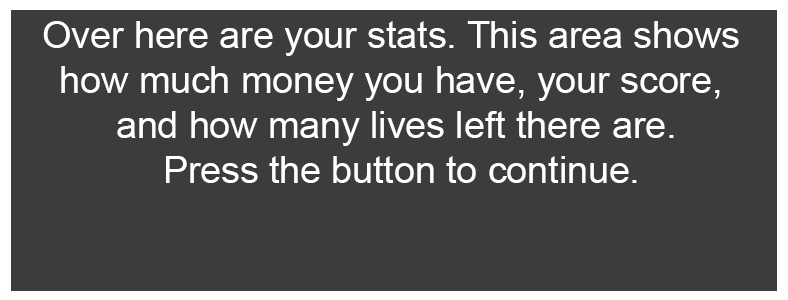 Over here are your stats. This area shows
how much money you have, your score,
and how many lives left there are.
Press the button to continue.